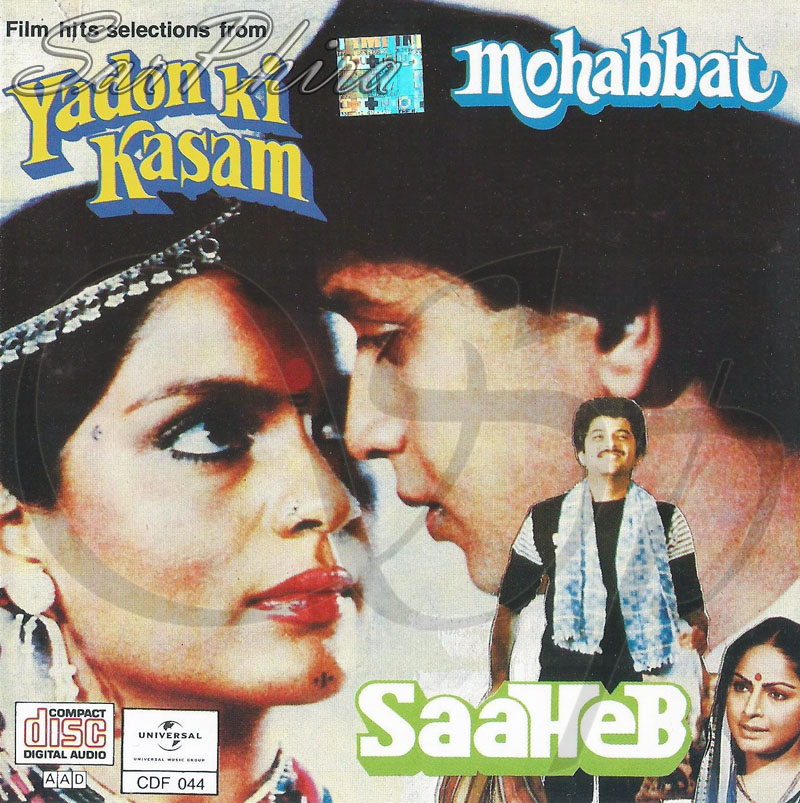 Film hits selections from
SarPhira
Yadon ki
Kasam
Mohabbat
SaaHeB
COMPACT
disc
DIGITAL AUDIO
AAD
UNIVERSAL
UNIVERSAL MUSIC GROUP
CDF 044